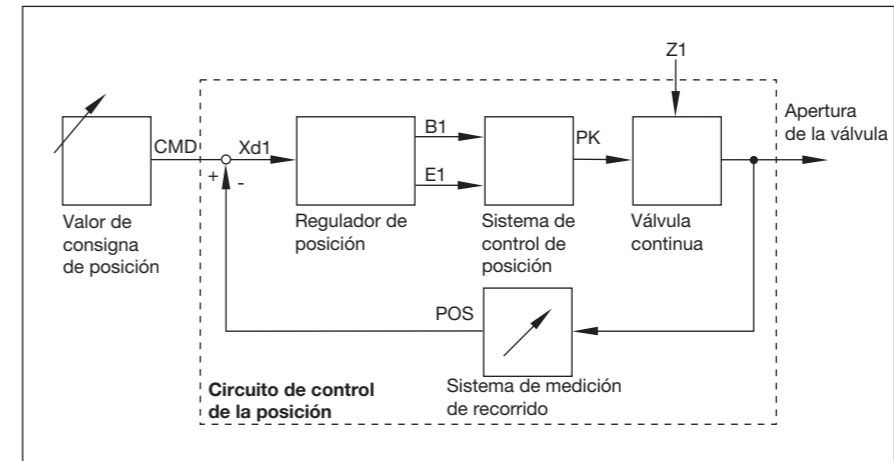 Z1
Apertura
de la válvula
CMD
Xd1
B1
E1
PK
+
-
Valor de
consigna
de posición
Regulador de
posición
Sistema de
control de
posición
Válvula
continua
POS
Sistema de medición
de recorrido
Circuito de control
de la posición